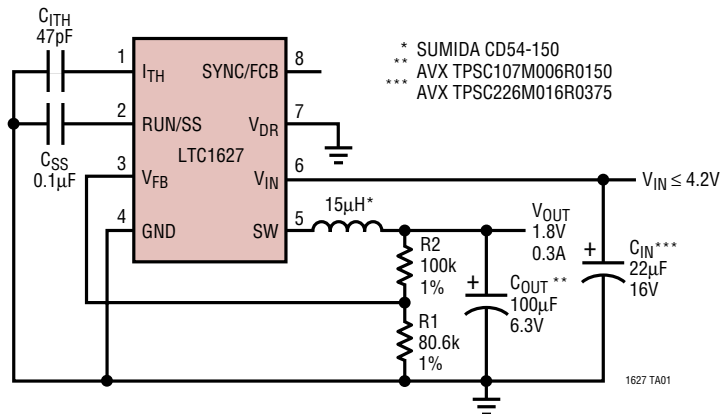 C_ITH
47pF
1
I_TH
SYNC/FCB
8
2
RUN/SS
V_DR
7
C_SS
0.1µF
LTC1627
3
V_FB
V_IN
6
4
GND
SW
5
15µH*
* SUMIDA CD54-150
** AVX TPSC107M006R0150
*** AVX TPSC226M016R0375
V_IN ≤ 4.2V
V_OUT
1.8V
0.3A
R2
100k
1%
R1
80.6k
1%
+
C_OUT**
100µF
6.3V
+
C_IN***
22µF
16V
1627 TA01